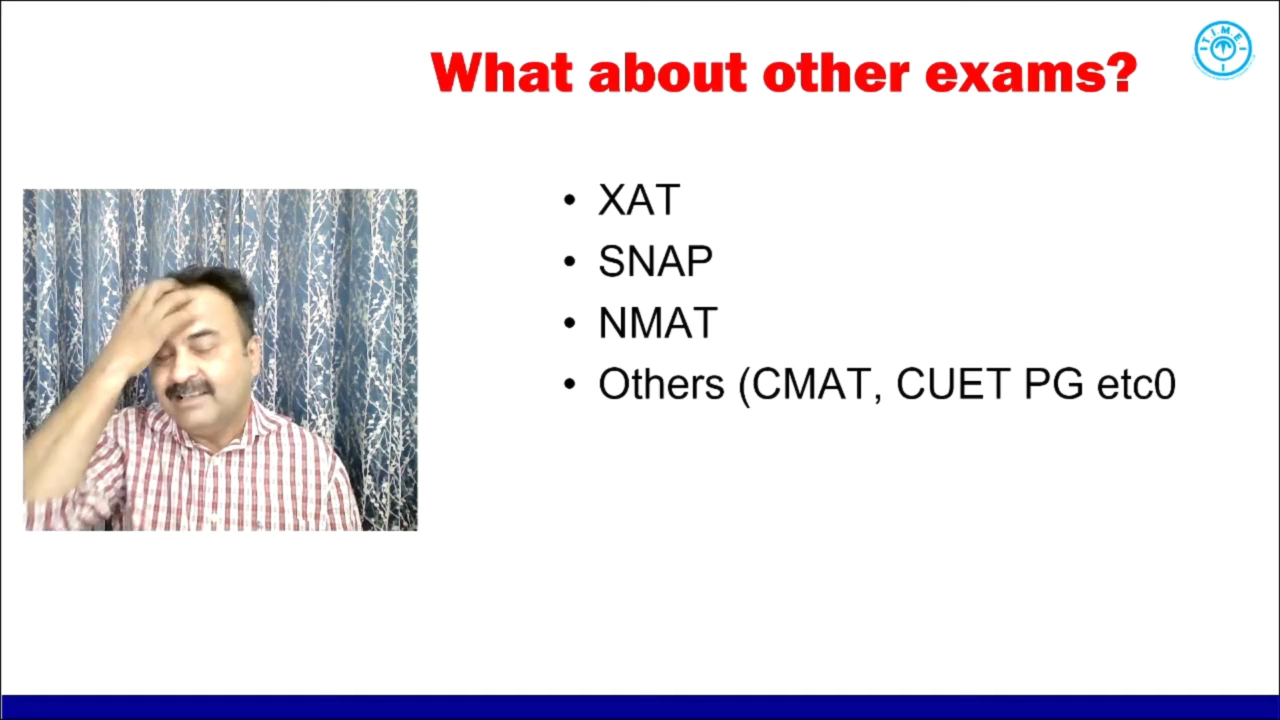 What about other exams?
T.I.M.E.
• XAT
• SNAP
• NMAT
• Others (CMAT, CUET PG etc0